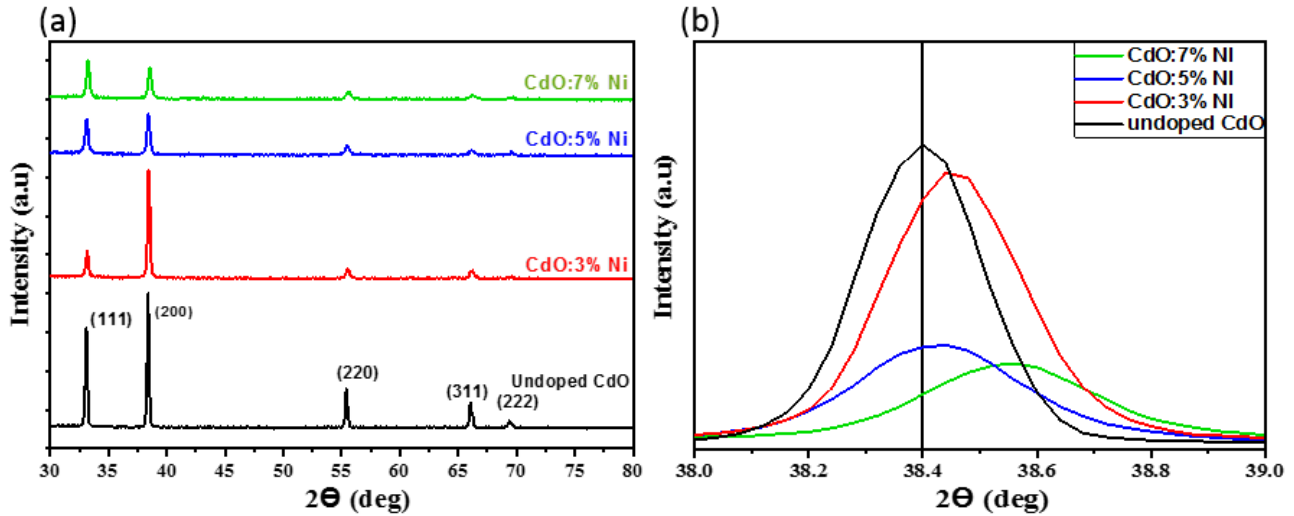 (a)
Intensity (a.u)
CdO:7% Ni
CdO:5% Ni
CdO:3% Ni
(111)
(200)
(220)
(311)
(222)
Undoped CdO
30 35 40 45 50 55 60 65 70 75 80
2Ɵ (deg)
(b)
Intensity (a.u)
CdO:7% NI
CdO:5% NI
CdO:3% NI
undoped CdO
38.0 38.2 38.4 38.6 38.8 39.0
2Ɵ (deg)